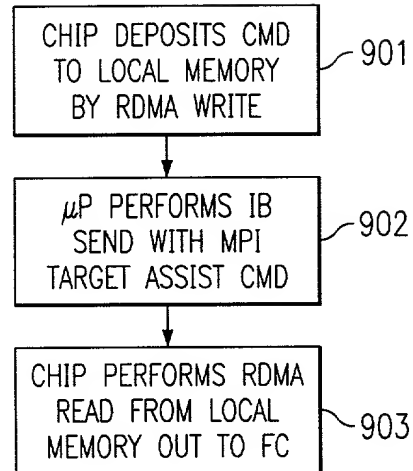 CHIP DEPOSITS CMD
TO LOCAL MEMORY
BY RDMA WRITE
901
μP PERFORMS IB
SEND WITH MPI
TARGET ASSIST CMD
902
CHIP PERFORMS RDMA
READ FROM LOCAL
MEMORY OUT TO FC
903